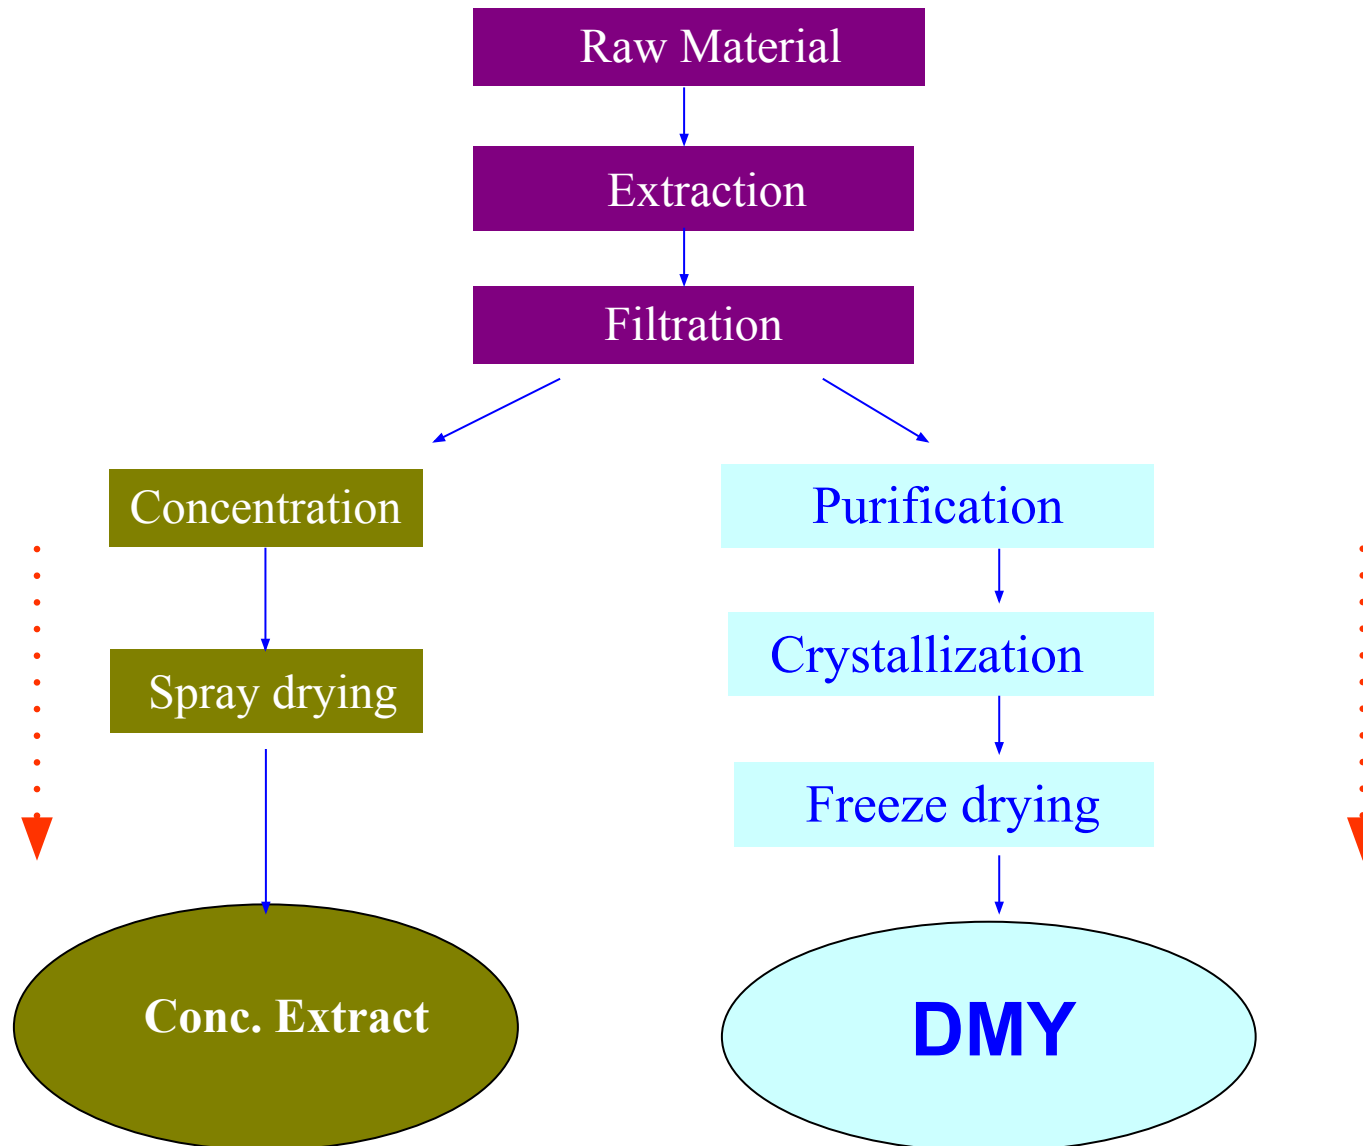 Raw Material
Extraction
Filtration
Concentration
Spray drying
Conc. Extract
Purification
Crystallization
Freeze drying
DMY